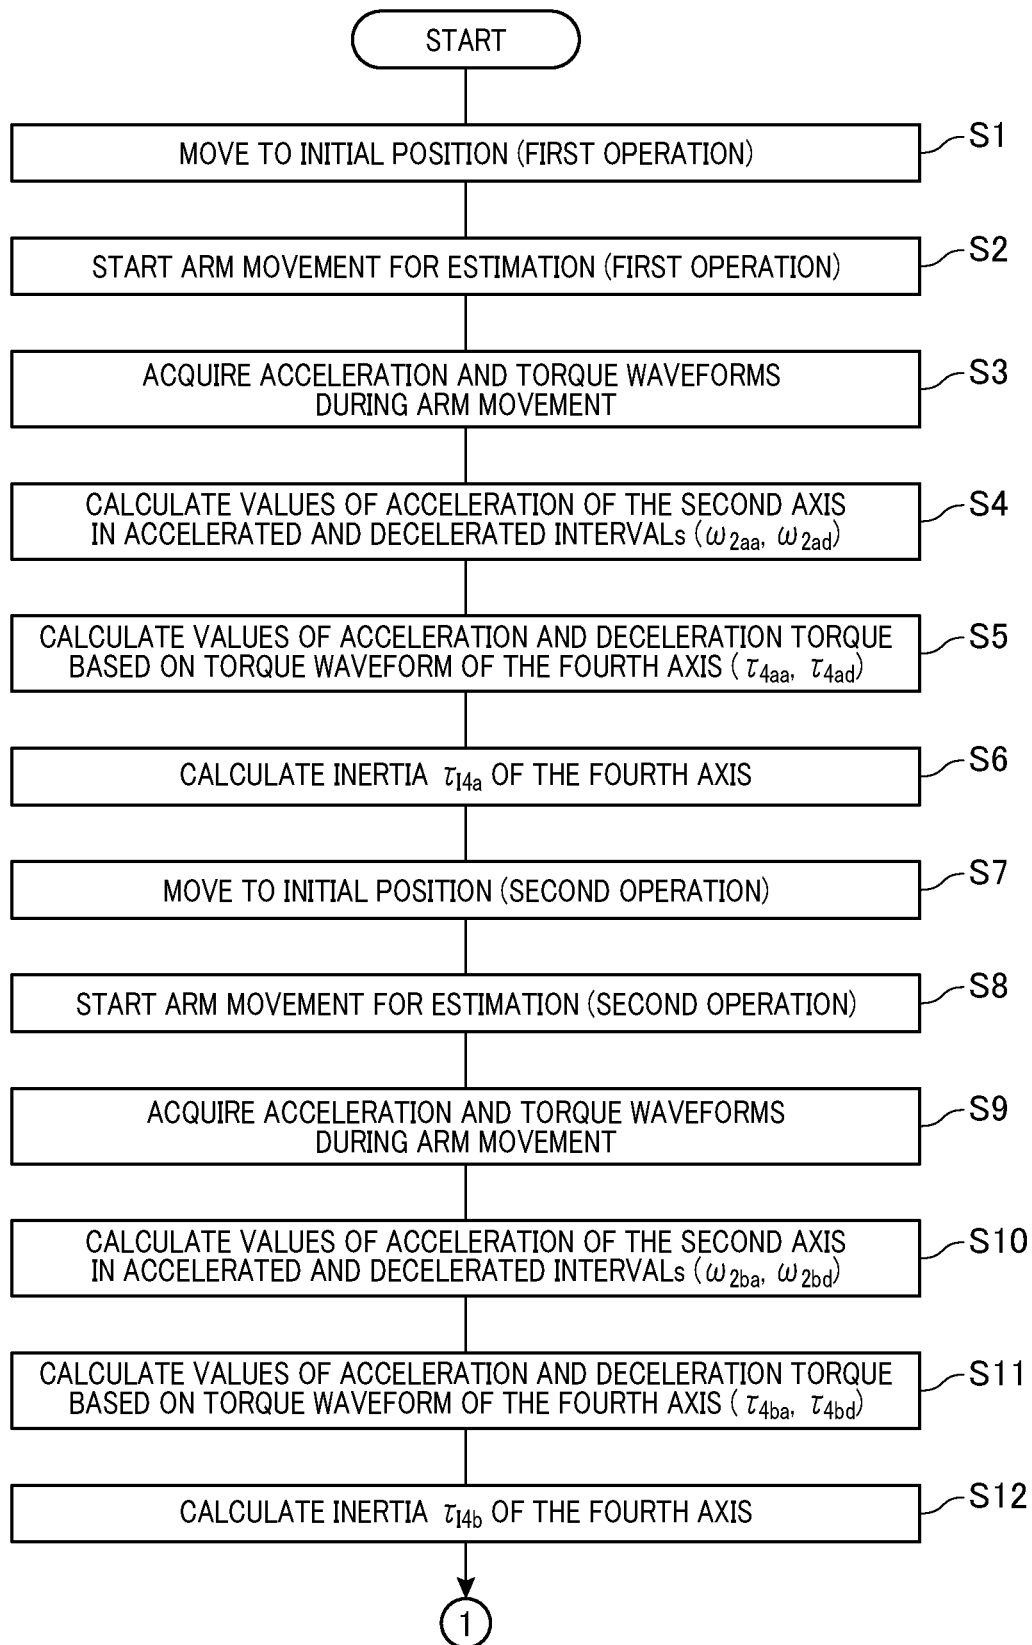 START
MOVE TO INITIAL POSITION (FIRST OPERATION)
S1
START ARM MOVEMENT FOR ESTIMATION (FIRST OPERATION)
S2
ACQUIRE ACCELERATION AND TORQUE WAVEFORMS
DURING ARM MOVEMENT
S3
CALCULATE VALUES OF ACCELERATION OF THE SECOND AXIS
IN ACCELERATED AND DECELERATED INTERVALs (ω2aa, ω2ad)
S4
CALCULATE VALUES OF ACCELERATION AND DECELERATION TORQUE
BASED ON TORQUE WAVEFORM OF THE FOURTH AXIS (τ4aa, τ4ad)
S5
CALCULATE INERTIA τI4a OF THE FOURTH AXIS
S6
MOVE TO INITIAL POSITION (SECOND OPERATION)
S7
START ARM MOVEMENT FOR ESTIMATION (SECOND OPERATION)
S8
ACQUIRE ACCELERATION AND TORQUE WAVEFORMS
DURING ARM MOVEMENT
S9
CALCULATE VALUES OF ACCELERATION OF THE SECOND AXIS
IN ACCELERATED AND DECELERATED INTERVALs (ω2ba, ω2bd)
S10
CALCULATE VALUES OF ACCELERATION AND DECELERATION TORQUE
BASED ON TORQUE WAVEFORM OF THE FOURTH AXIS (τ4ba, τ4bd)
S11
CALCULATE INERTIA τI4b OF THE FOURTH AXIS
S12
1